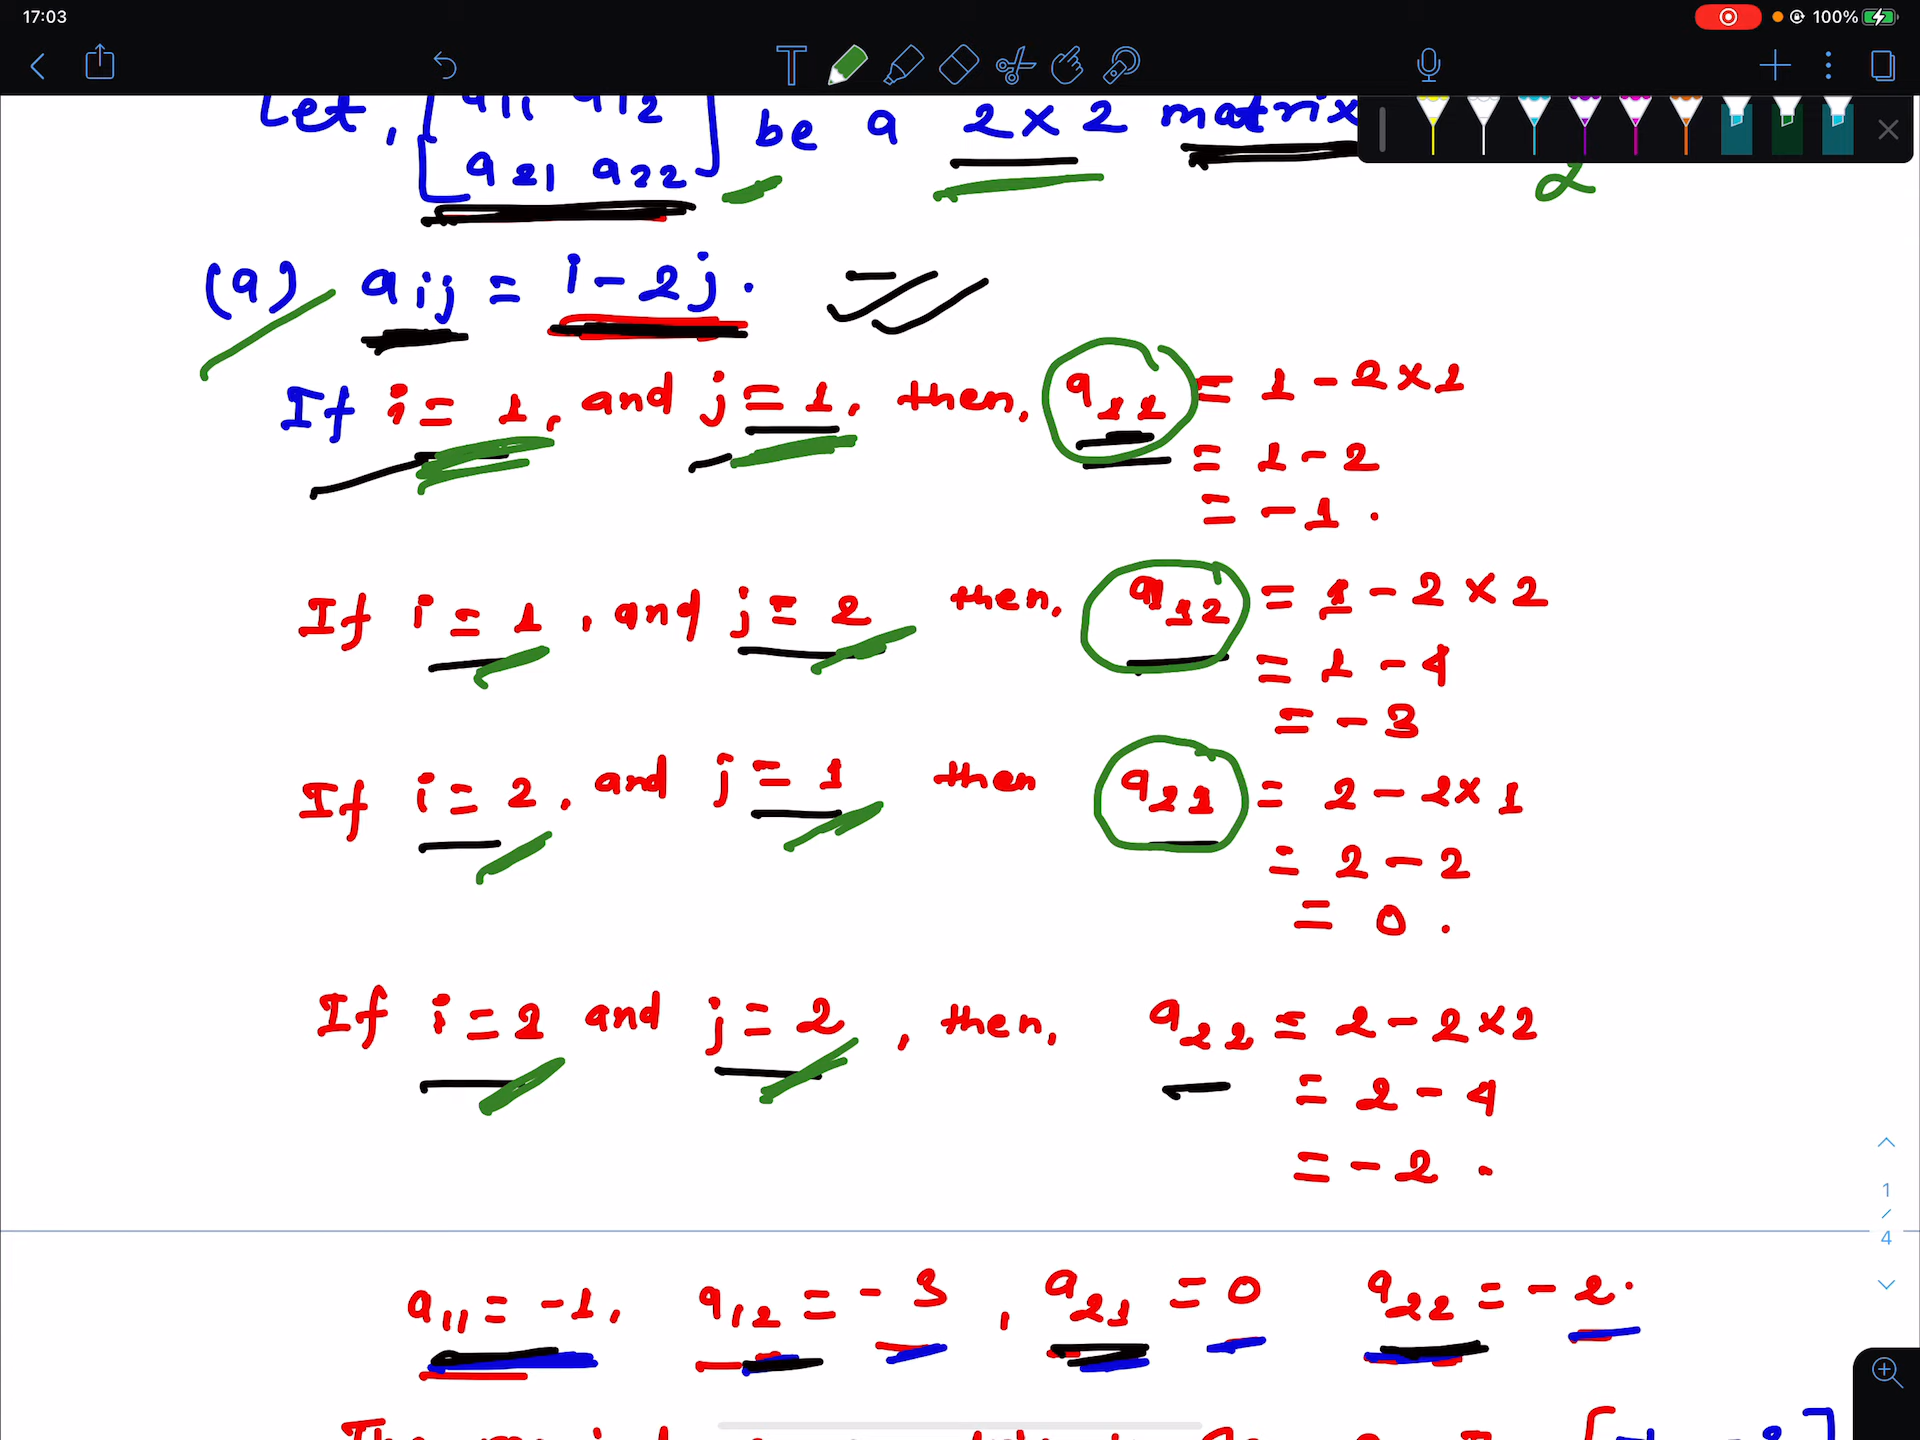 17:03
100%
Let, [a11 a12
a21 a22] be a 2×2 matrix
2
(a) aij = i - 2j.
If i = 1, and j = 1, then, a11 = 1 - 2×1
= 1 - 2
= -1.
If i = 1, and j = 2 then, a12 = 1 - 2×2
= 1 - 4
= -3
If i = 2, and j = 1 then a21 = 2 - 2×1
= 2 - 2
= 0.
If i = 2 and j = 2, then, a22 = 2 - 2×2
= 2 - 4
= -2.
1
/
4
a11 = -1, a12 = -3, a21 = 0 a22 = -2.